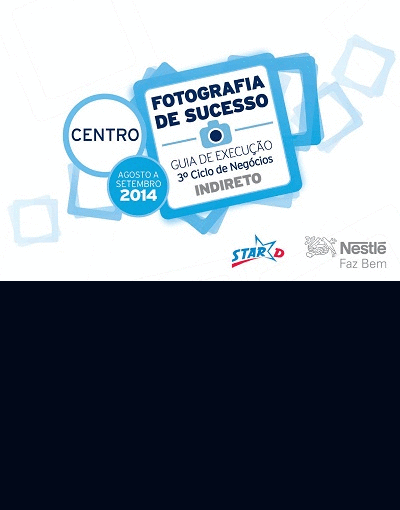 FOTOGRAFIA
DE SUCESSO
CENTRO
GUIA DE EXECUÇÃO
3º Ciclo de Negócios
INDIRETO
AGOSTO A
SETEMBRO
2014
STAR D
Nestlé
Faz Bem